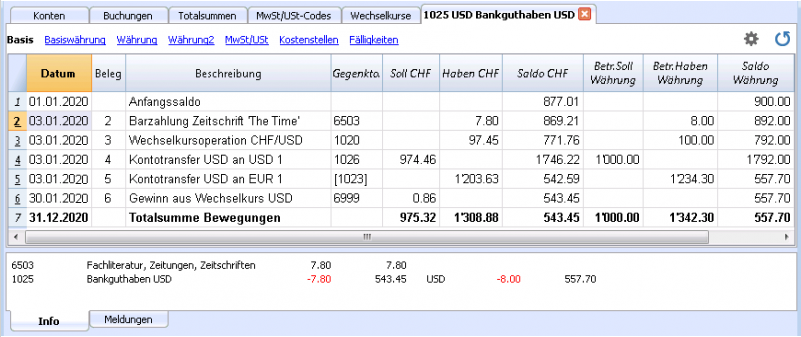 Konten Buchungen Totalsummen MwSt/USt-Codes Wechselkurse 1025 USD Bankguthaben USD
Basis Basiswährung Währung Währung2 MwSt/USt Kostenstellen Fälligkeiten
Datum Beleg Beschreibung Gegenkto. Soll CHF Haben CHF Saldo CHF Betr.Soll Währung Betr.Haben Währung Saldo Währung
1 01.01.2020 Anfangssaldo 877.01 900.00
2 03.01.2020 2 Barzahlung Zeitschrift 'The Time' 6503 7.80 869.21 8.00 892.00
3 03.01.2020 3 Wechselkursoperation CHF/USD 1020 97.45 771.76 100.00 792.00
4 03.01.2020 4 Kontotransfer USD an USD 1 1026 974.46 1'746.22 1'000.00 1'792.00
5 03.01.2020 5 Kontotransfer USD an EUR 1 [1023] 1'203.63 542.59 1'234.30 557.70
6 30.01.2020 6 Gewinn aus Wechselkurs USD 6999 0.86 543.45 557.70
7 31.12.2020 Totalsumme Bewegungen 975.32 1'308.88 543.45 1'000.00 1'342.30 557.70
6503 Fachliteratur, Zeitungen, Zeitschriften 7.80 7.80
1025 Bankguthaben USD -7.80 543.45 USD -8.00 557.70
Info Meldungen